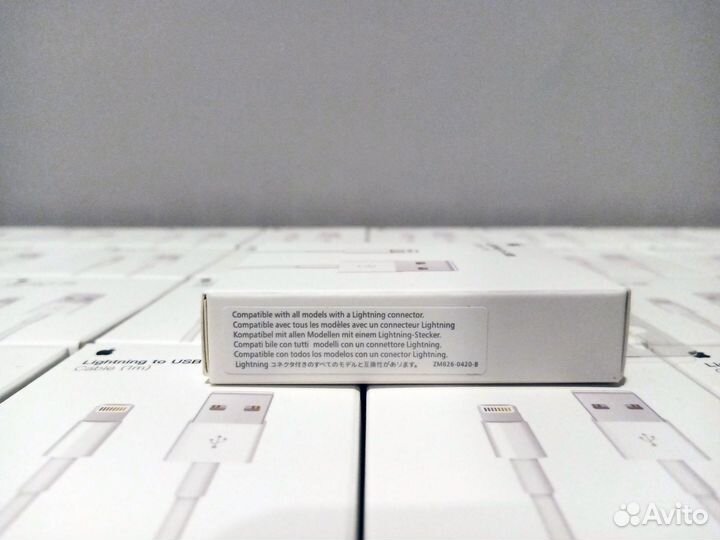 Compatible with all models with a Lightning connector.
Compatible avec tous les modèles avec un connecteur Lightning
Kompatibel mit allen Modellen mit einem Lightning-Stecker.
Compati bile con tutti modelli con un connettore Lightning.
Compatible con todos los modelos con un conector Lightning.
Lightning コネクタ付きのすべてのモデルと互換性があります。 ZM826-0420-B
Lightning to USB
Cable (1m)
Avito